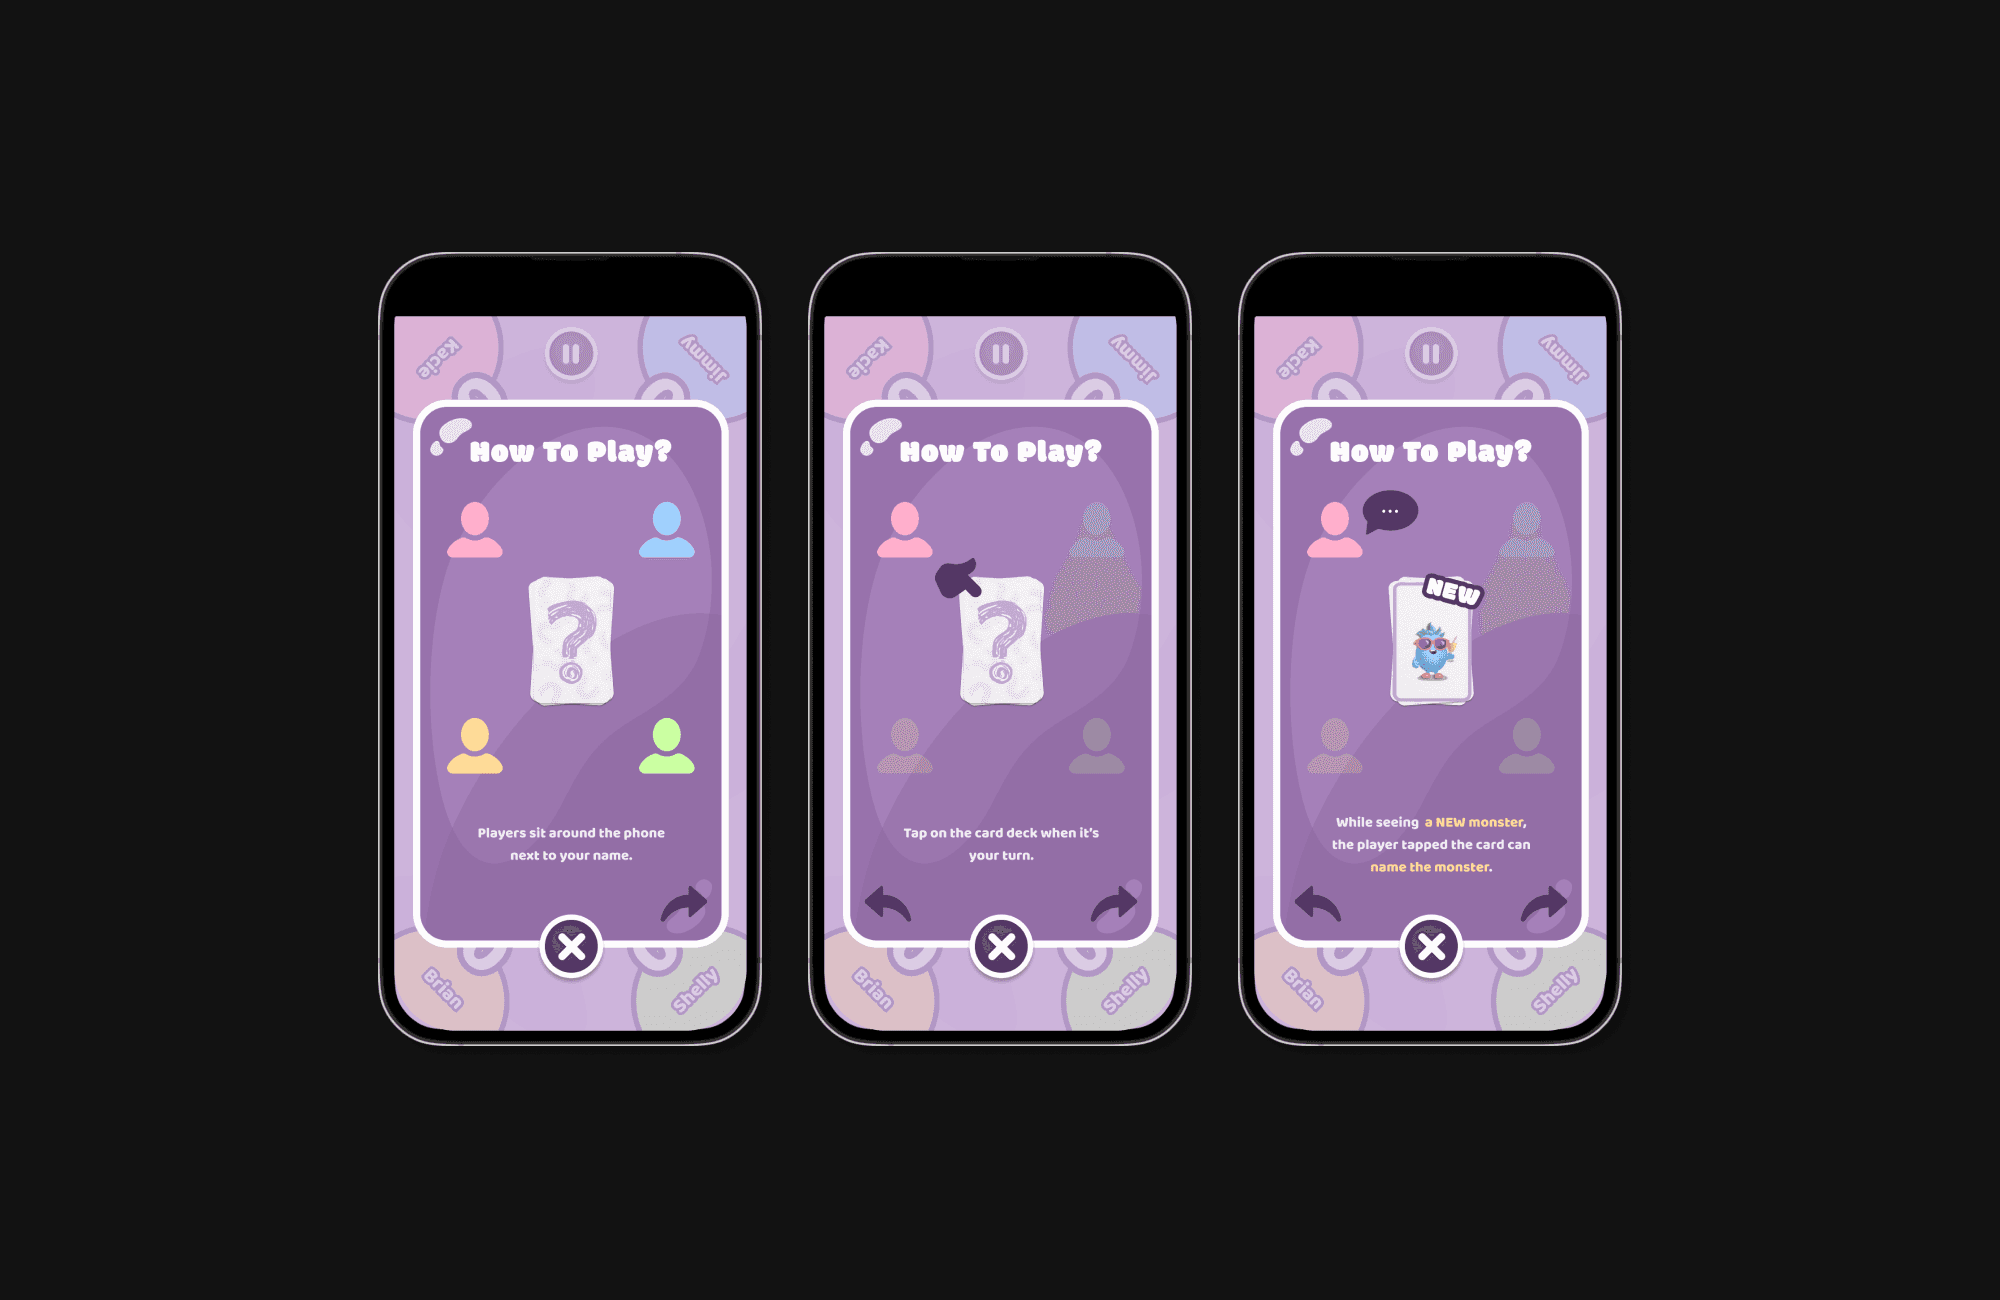 Kacie
Jimmy
How To Play?
?
Players sit around the phone
next to your name.
Brian
Shelly
Kacie
Jimmy
How To Play?
?
Tap on the card deck when it's
your turn.
Brian
Shelly
Kacie
Jimmy
How To Play?
...
NEW
While seeing a NEW monster,
the player tapped the card can
name the monster.
Brian
Shelly